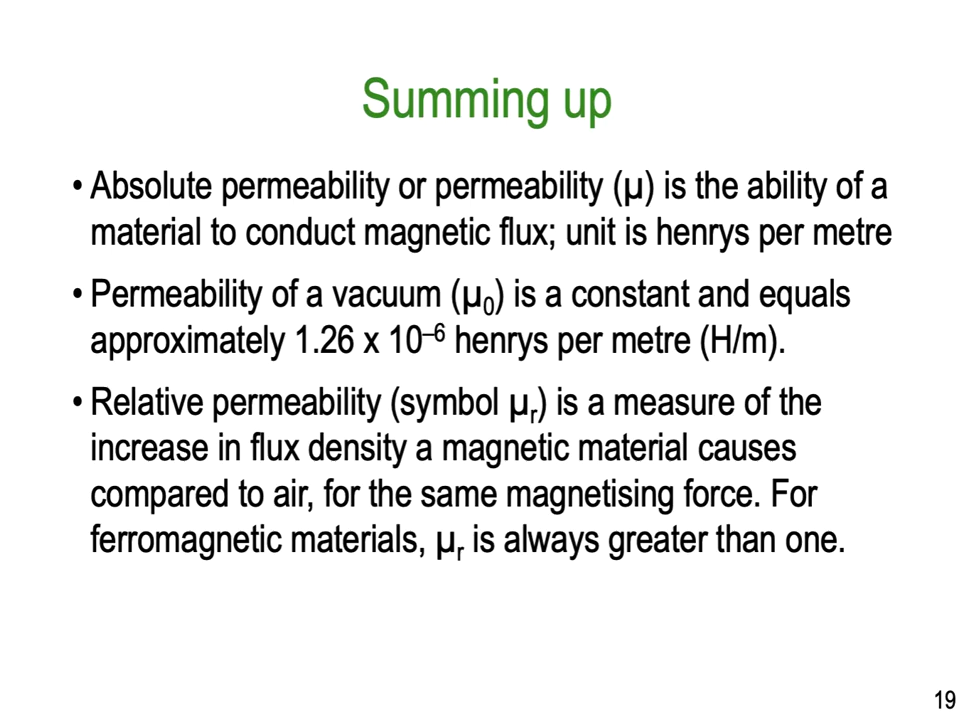 Summing up
• Absolute permeability or permeability (µ) is the ability of a
material to conduct magnetic flux; unit is henrys per metre
• Permeability of a vacuum (µ₀) is a constant and equals
approximately 1.26 x 10⁻⁶ henrys per metre (H/m).
• Relative permeability (symbol µᵣ) is a measure of the
increase in flux density a magnetic material causes
compared to air, for the same magnetising force. For
ferromagnetic materials, µᵣ is always greater than one.
19